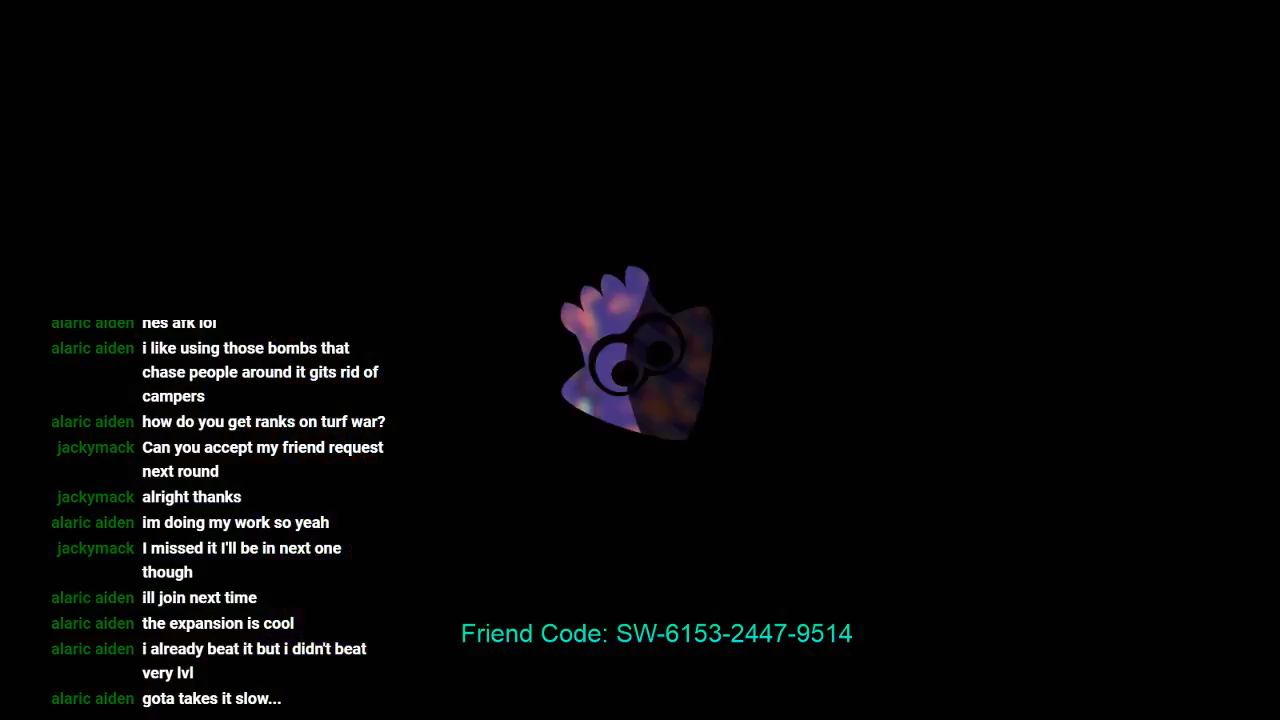 alaric aiden nes afk lol
alaric aiden i like using those bombs that
chase people around it gits rid of
campers
alaric aiden how do you get ranks on turf war?
jackymack Can you accept my friend request
next round
jackymack alright thanks
alaric aiden im doing my work so yeah
jackymack I missed it I'll be in next one
though
alaric aiden ill join next time
alaric aiden the expansion is cool
alaric aiden i already beat it but i didn't beat
very lvl
alaric aiden gota takes it slow...
Friend Code: SW-6153-2447-9514